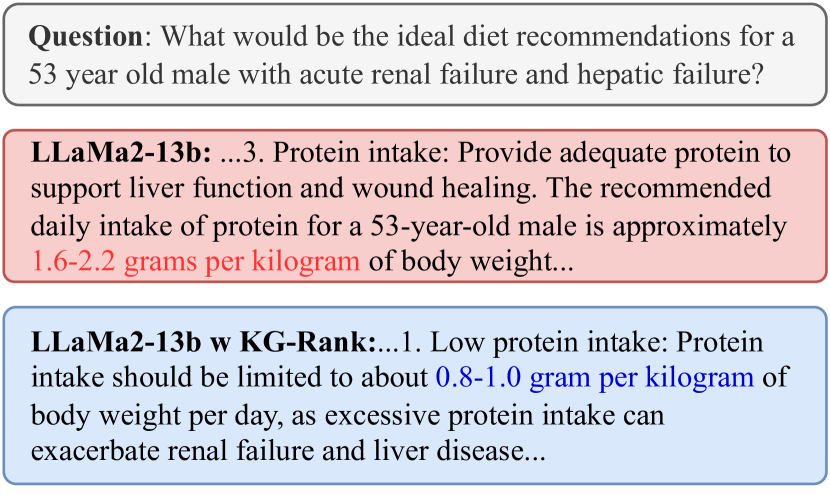 Question: What would be the ideal diet recommendations for a
53 year old male with acute renal failure and hepatic failure?
LLaMa2-13b: ...3. Protein intake: Provide adequate protein to
support liver function and wound healing. The recommended
daily intake of protein for a 53-year-old male is approximately
1.6-2.2 grams per kilogram of body weight...
LLaMa2-13b w KG-Rank:...1. Low protein intake: Protein
intake should be limited to about 0.8-1.0 gram per kilogram of
body weight per day, as excessive protein intake can
exacerbate renal failure and liver disease...